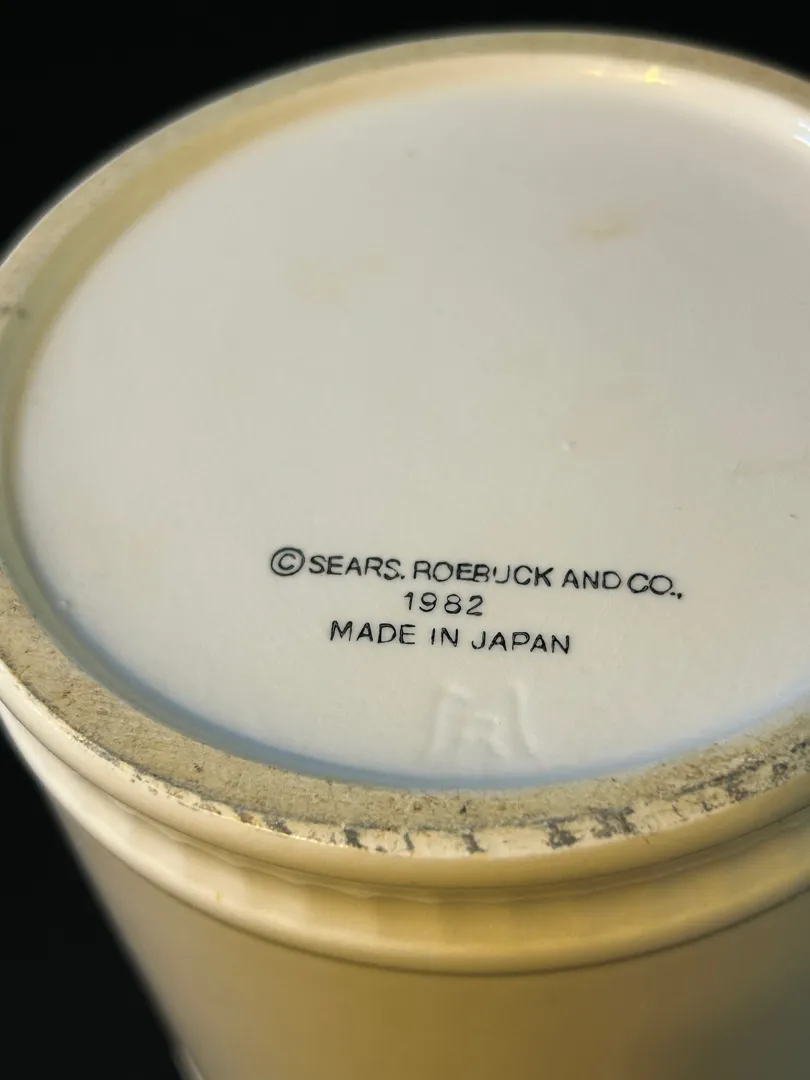 ©SEARS. ROEBUCK AND CO.,
1982
MADE IN JAPAN